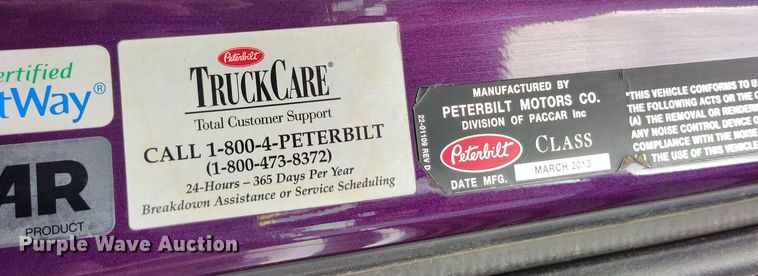 ertified
tWay®
AR
PRODUCT
Peterbilt
TRUCKCARE®
Total Customer Support
CALL 1-800-4-PETERBILT
(1-800-473-8372)
24-Hours – 365 Days Per Year
Breakdown Assistance or Service Scheduling
22-01109 REV D
MANUFACTURED BY
PETERBILT MOTORS CO.
DIVISION OF PACCAR Inc
Peterbilt CLASS
DATE MFG. MARCH 2013
"THIS VEHICLE CONFORMS TO U
THE FOLLOWING ACTS OR THE C
(A) THE REMOVAL OR RENDERIN
ANY NOISE CONTROL DEVICE O
COMPLIANCE WITH THE NOISE
THE USE OF THIS VEHICLE
Purple Wave Auction